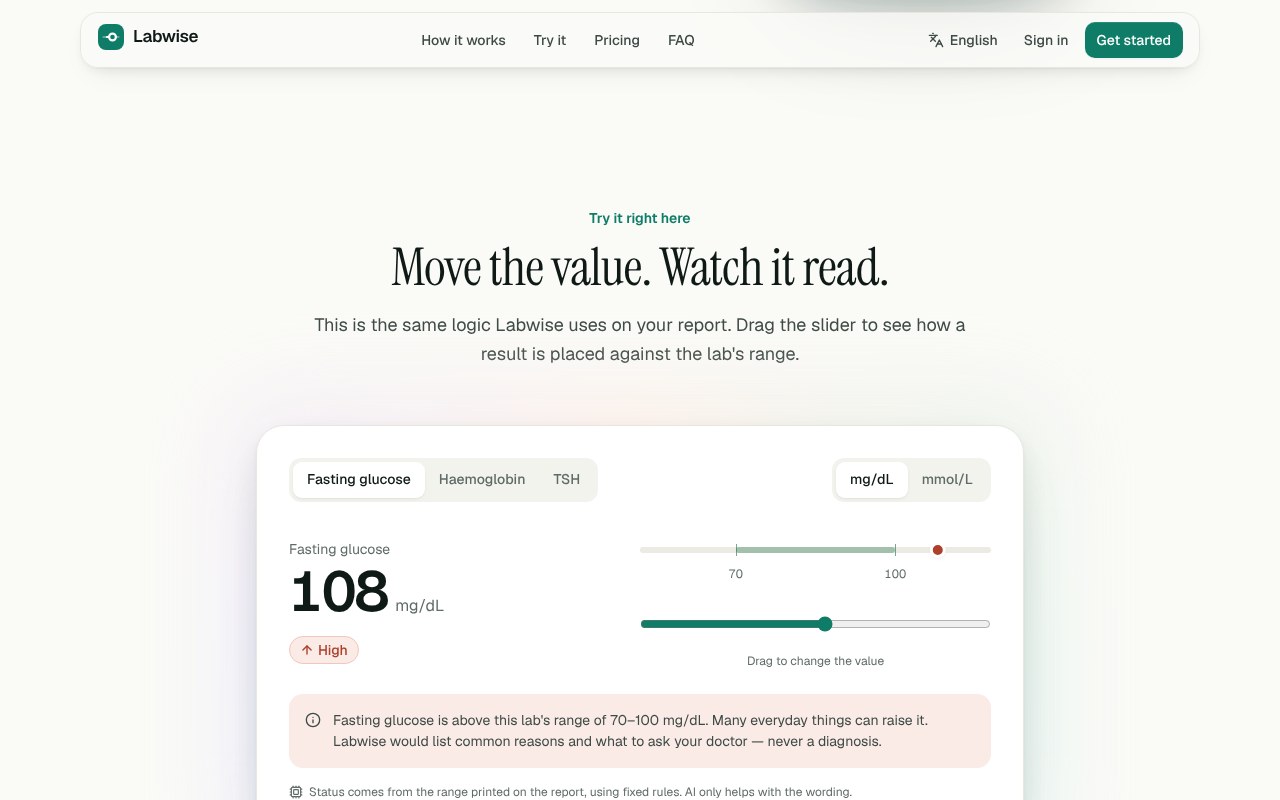 Labwise
How it works
Try it
Pricing
FAQ
English
Sign in
Get started
Try it right here
Move the value. Watch it read.
This is the same logic Labwise uses on your report. Drag the slider to see how a
result is placed against the lab's range.
Fasting glucose
Haemoglobin
TSH
mg/dL
mmol/L
Fasting glucose
108 mg/dL
High
70
100
Drag to change the value
Fasting glucose is above this lab's range of 70–100 mg/dL. Many everyday things can raise it.
Labwise would list common reasons and what to ask your doctor — never a diagnosis.
Status comes from the range printed on the report, using fixed rules. AI only helps with the wording.